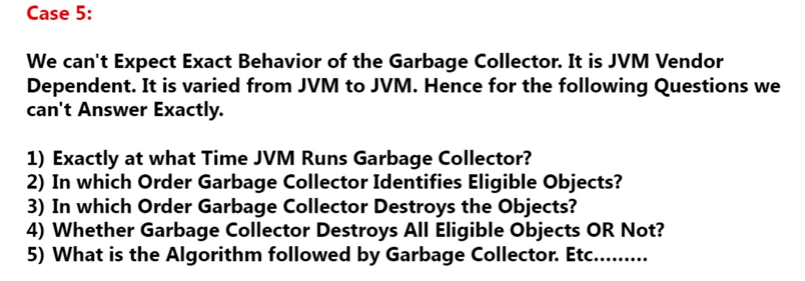 Case 5:
We can't Expect Exact Behavior of the Garbage Collector. It is JVM Vendor
Dependent. It is varied from JVM to JVM. Hence for the following Questions we
can't Answer Exactly.
1) Exactly at what Time JVM Runs Garbage Collector?
2) In which Order Garbage Collector Identifies Eligible Objects?
3) In which Order Garbage Collector Destroys the Objects?
4) Whether Garbage Collector Destroys All Eligible Objects OR Not?
5) What is the Algorithm followed by Garbage Collector. Etc.........